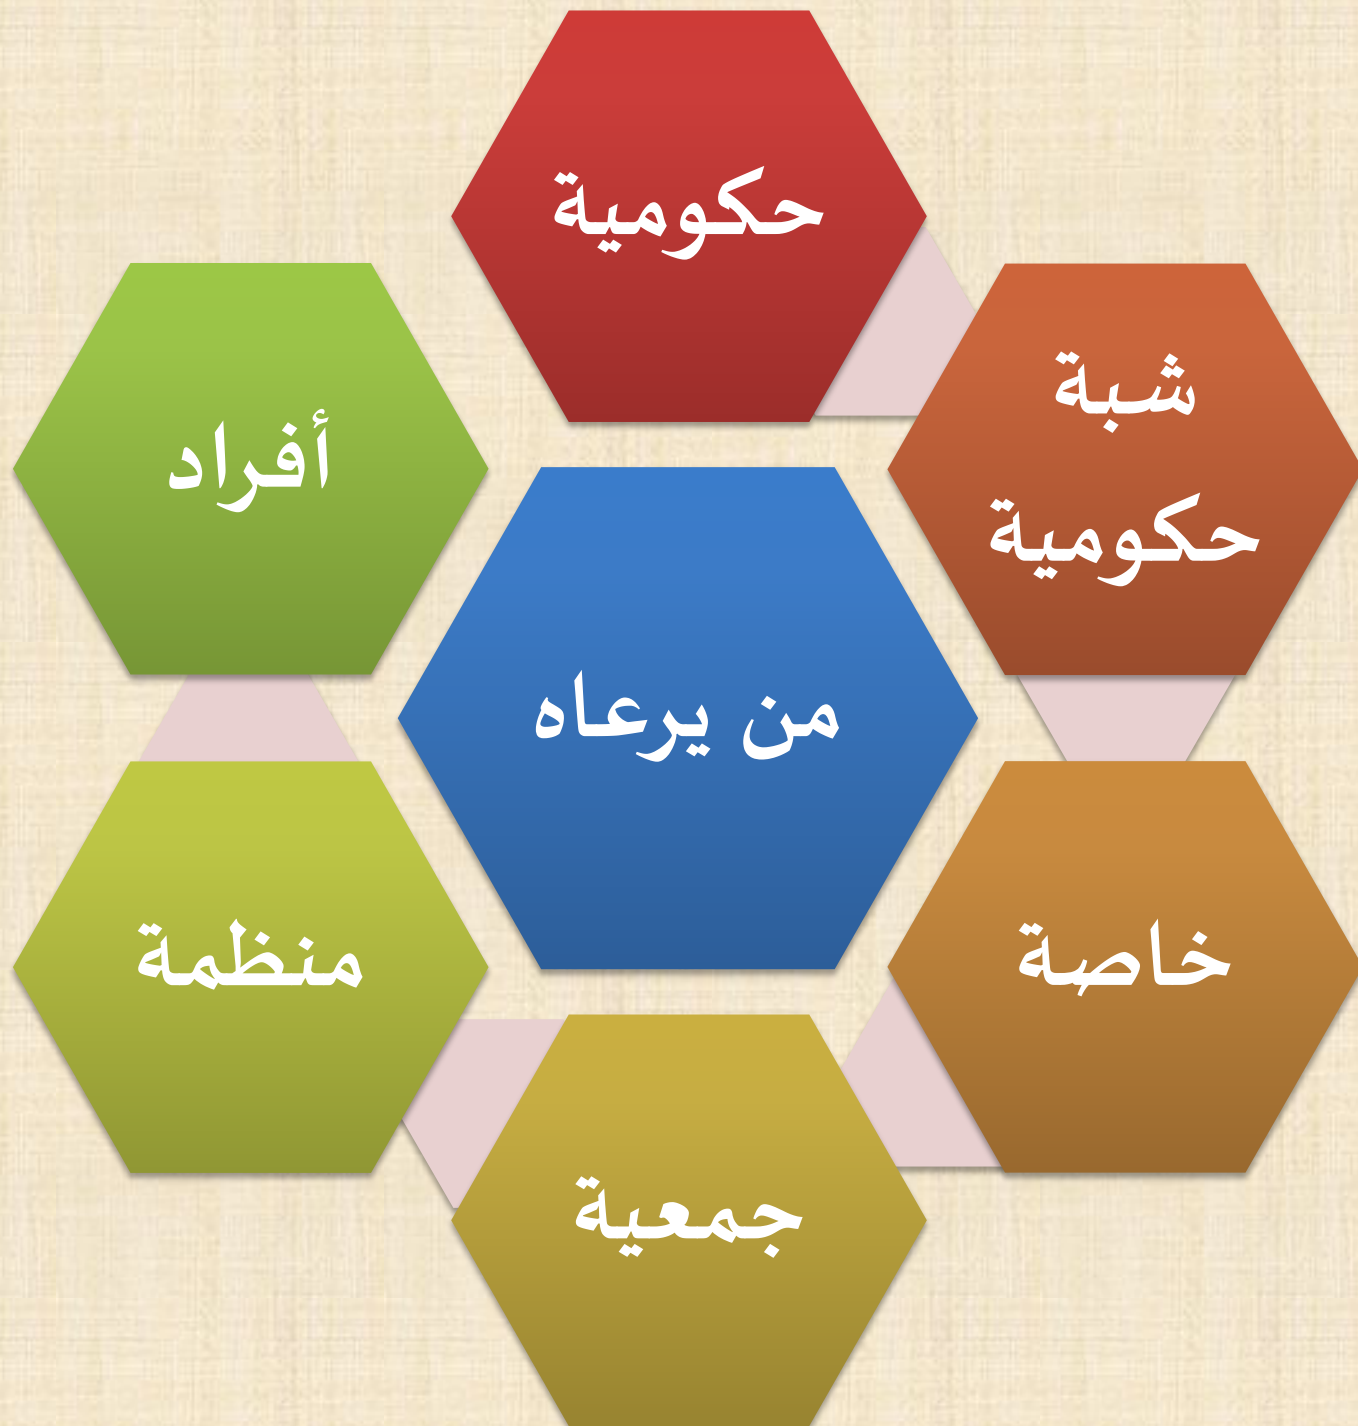 حكومية
شبة
حكومية
أفراد
من يرعاه
خاصة
منظمة
جمعية